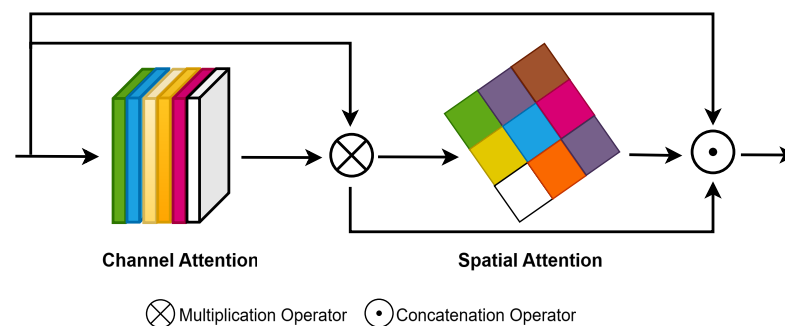 Channel Attention
Spatial Attention
Multiplication Operator
Concatenation Operator